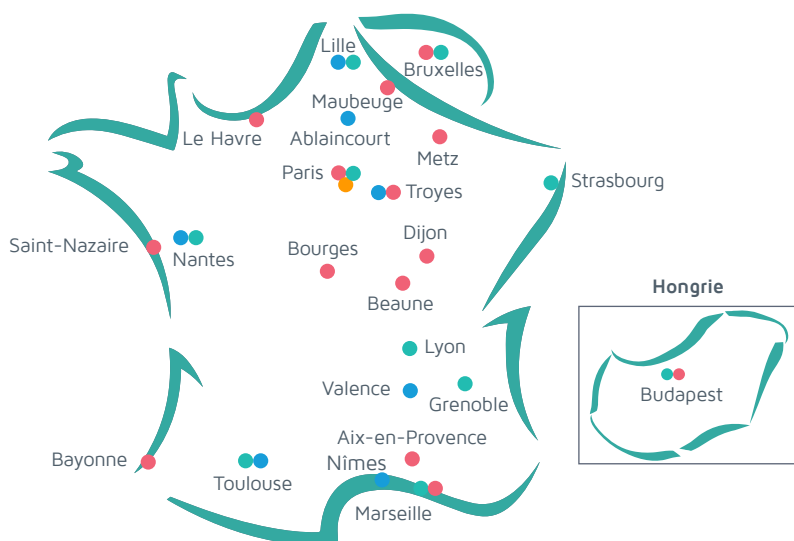 Lille
Bruxelles
Maubeuge
Le Havre
Ablaincourt
Metz
Paris
Troyes
Strasbourg
Saint-Nazaire
Nantes
Bourges
Dijon
Beaune
Hongrie
Lyon
Valence
Grenoble
Budapest
Aix-en-Provence
Bayonne
Nîmes
Toulouse
Marseille